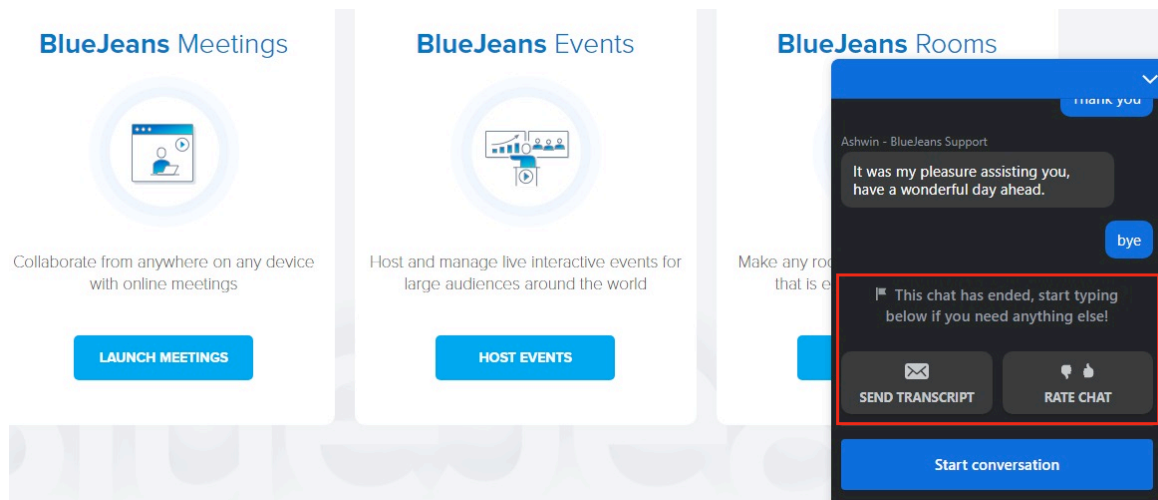 BlueJeans Meetings
Collaborate from anywhere on any device
with online meetings
LAUNCH MEETINGS
BlueJeans Events
Host and manage live interactive events for
large audiences around the world
HOST EVENTS
BlueJeans Rooms
Make any
that is
Thank you
Ashwin - BlueJeans Support
It was my pleasure assisting you,
have a wonderful day ahead.
bye
This chat has ended, start typing
below if you need anything else!
SEND TRANSCRIPT
RATE CHAT
Start conversation